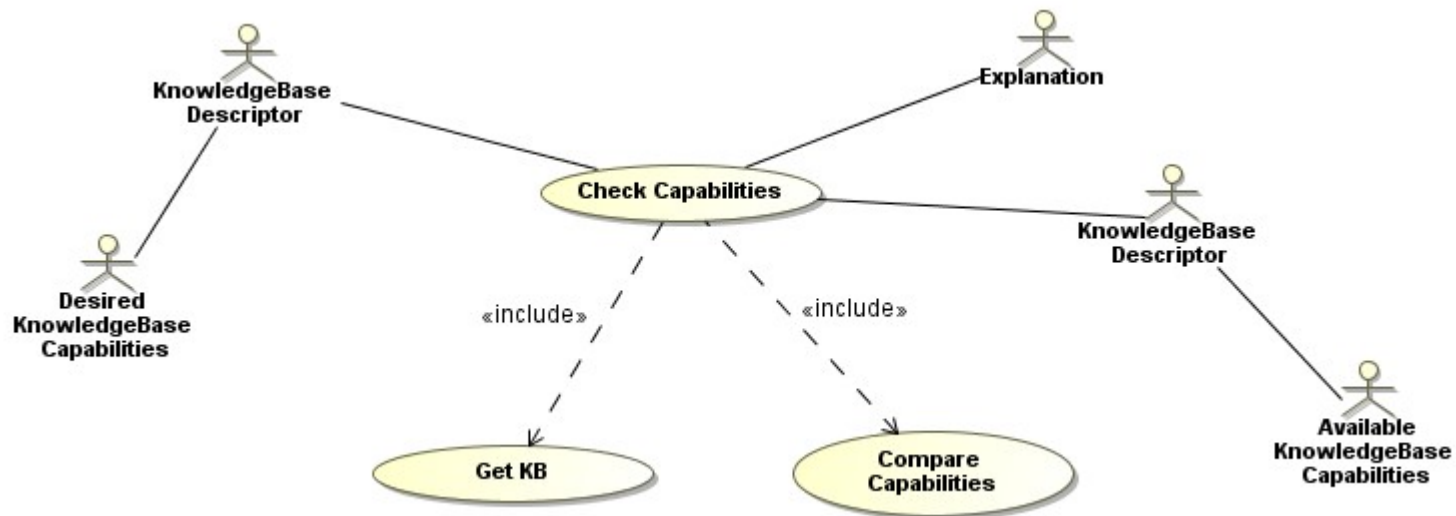 KnowledgeBase
Descriptor
Explanation
Check Capabilities
KnowledgeBase
Descriptor
Desired
KnowledgeBase
Capabilities
«include»
«include»
Get KB
Compare
Capabilities
Available
KnowledgeBase
Capabilities